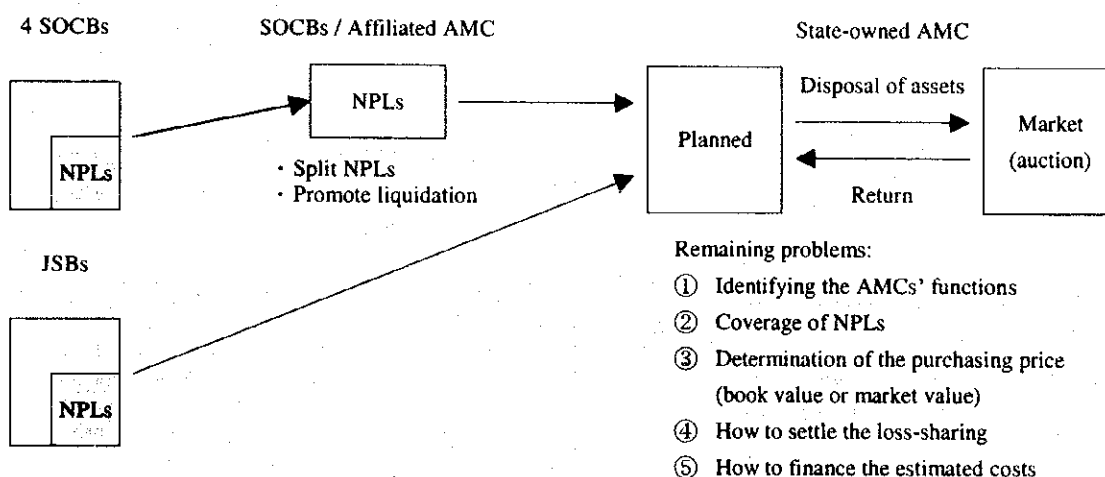 4 SOCBs
SOCBs / Affiliated AMC
State-owned AMC
NPLs
NPLs
・Split NPLs
・Promote liquidation
Planned
Disposal of assets
Return
Market
(auction)
JSBs
NPLs
Remaining problems:
① Identifying the AMCs' functions
② Coverage of NPLs
③ Determination of the purchasing price
(book value or market value)
④ How to settle the loss-sharing
⑤ How to finance the estimated costs